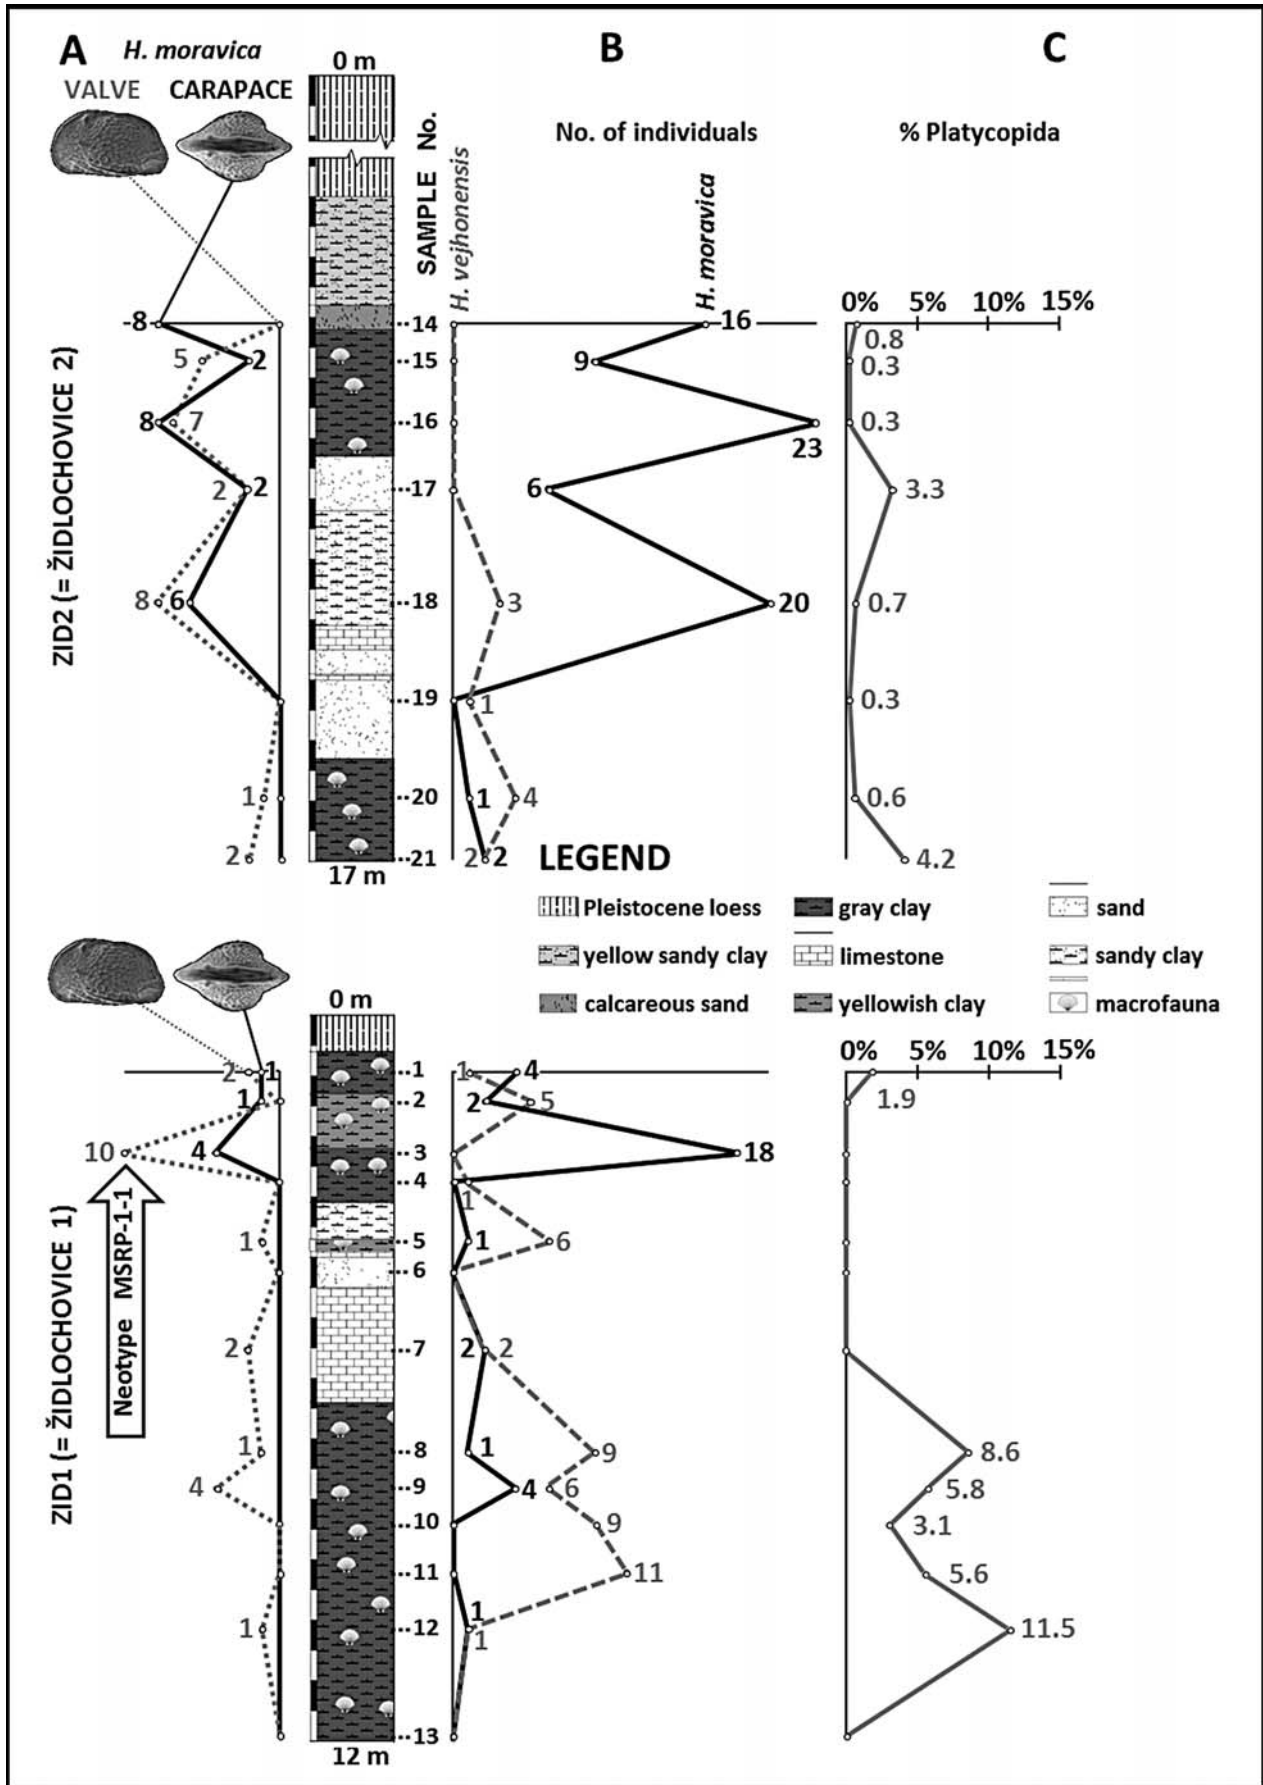 A
H. moravica
VALVE
CARAPACE
0 m
B
C
No. of individuals
% Platycopida
SAMPLE No.
H. vejhonensis
H. moravica
ZID2 (= ŽIDLOCHOVICE 2)
0% 5% 10% 15%
-8 14 16 0.8
5 2 15 9 0.3
8 7 16 23 0.3
2 2 17 6 3.3
8 6 18 3 20 0.7
19 1 0.3
1 20 1 4 0.6
2 21 2 2 4.2
17 m
LEGEND
Pleistocene loess
gray clay
sand
yellow sandy clay
limestone
sandy clay
calcareous sand
yellowish clay
macrofauna
0 m
0% 5% 10% 15%
ZID1 (= ŽIDLOCHOVICE 1)
Neotype MSRP-1-1
2 1 1 1 4 1.9
1 2 2 5
10 4 3 18
4 1
1 5 1 6
6
2 7 2 2
1 8 1 9 8.6
4 9 4 6 5.8
10 9 3.1
11 11 5.6
1 12 1 1 11.5
13
12 m